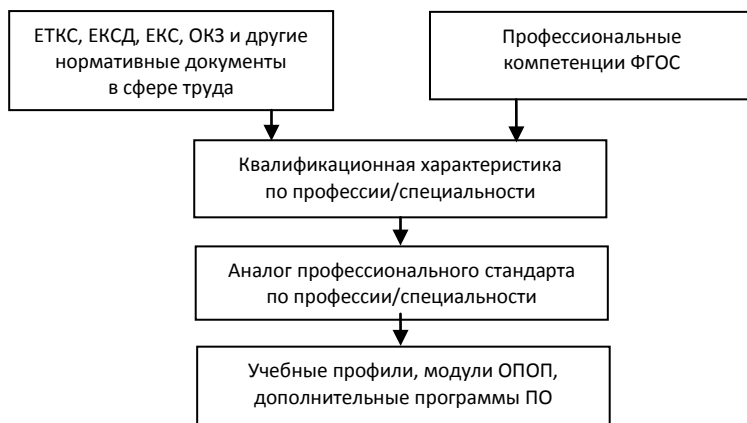 ЕТКС, ЕКСД, ЕКС, ОКЗ и другие
нормативные документы
в сфере труда
Профессиональные
компетенции ФГОС
Квалификационная характеристика
по профессии/специальности
Аналог профессионального стандарта
по профессии/специальности
Учебные профили, модули ОПОП,
дополнительные программы ПО